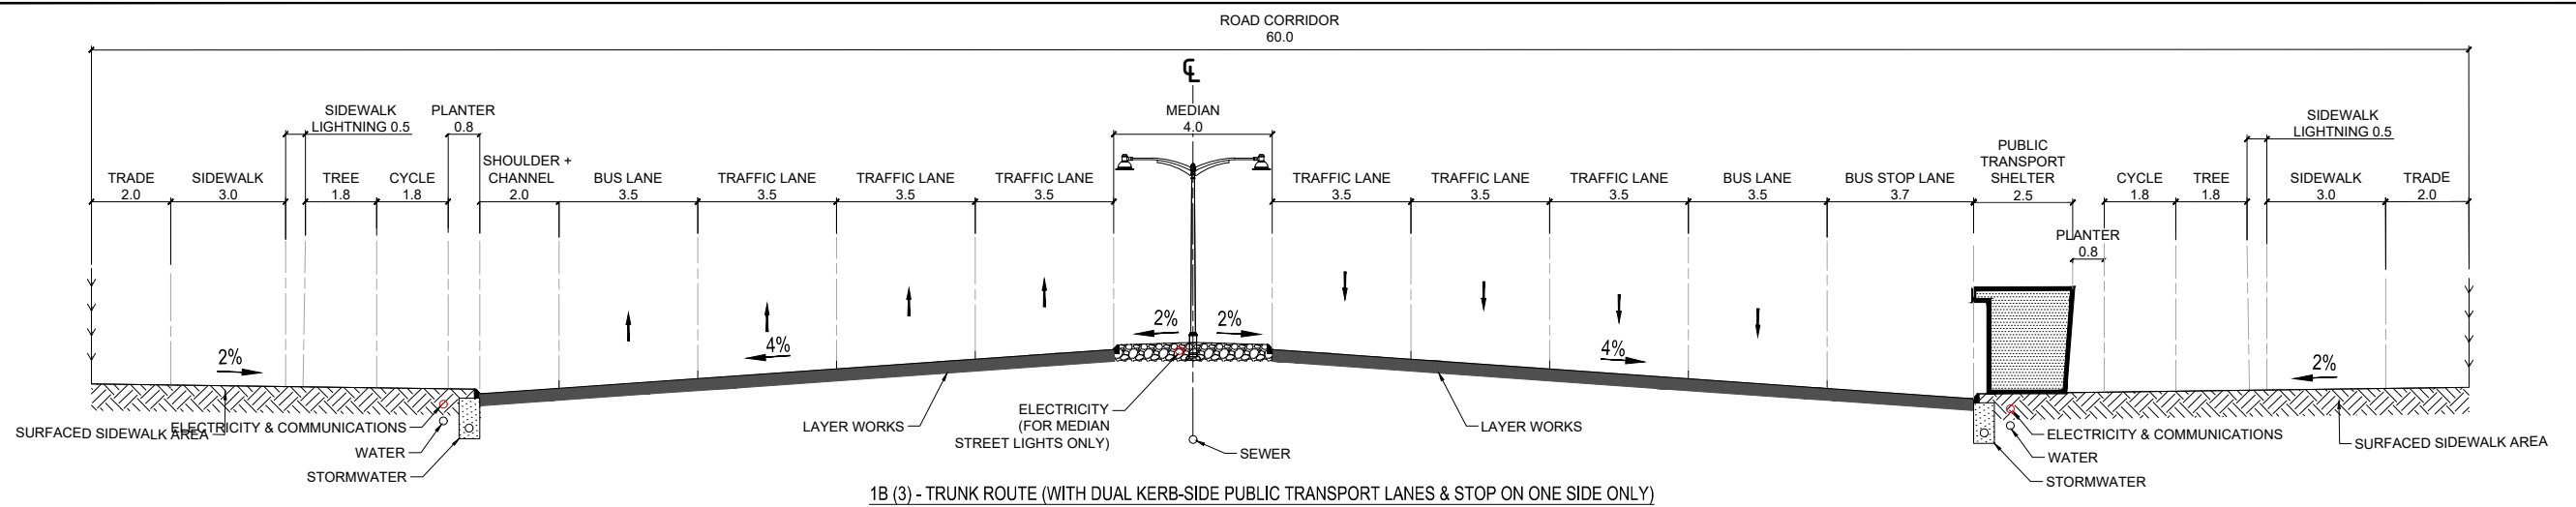 ROAD CORRIDOR
60.0
℄
SIDEWALK
LIGHTNING 0.5
PLANTER
0.8
MEDIAN
4.0
SIDEWALK
LIGHTNING 0.5
TRADE
2.0
SIDEWALK
3.0
TREE
1.8
CYCLE
1.8
SHOULDER +
CHANNEL
2.0
BUS LANE
3.5
TRAFFIC LANE
3.5
TRAFFIC LANE
3.5
TRAFFIC LANE
3.5
TRAFFIC LANE
3.5
TRAFFIC LANE
3.5
TRAFFIC LANE
3.5
BUS LANE
3.5
BUS STOP LANE
3.7
PUBLIC
TRANSPORT
SHELTER
2.5
PLANTER
0.8
CYCLE
1.8
TREE
1.8
SIDEWALK
3.0
TRADE
2.0
2%
4%
2%
2%
4%
2%
SURFACED SIDEWALK AREA
ELECTRICITY & COMMUNICATIONS
WATER
STORMWATER
LAYER WORKS
ELECTRICITY
(FOR MEDIAN
STREET LIGHTS ONLY)
SEWER
LAYER WORKS
ELECTRICITY & COMMUNICATIONS
WATER
STORMWATER
SURFACED SIDEWALK AREA
1B (3) - TRUNK ROUTE (WITH DUAL KERB-SIDE PUBLIC TRANSPORT LANES & STOP ON ONE SIDE ONLY)